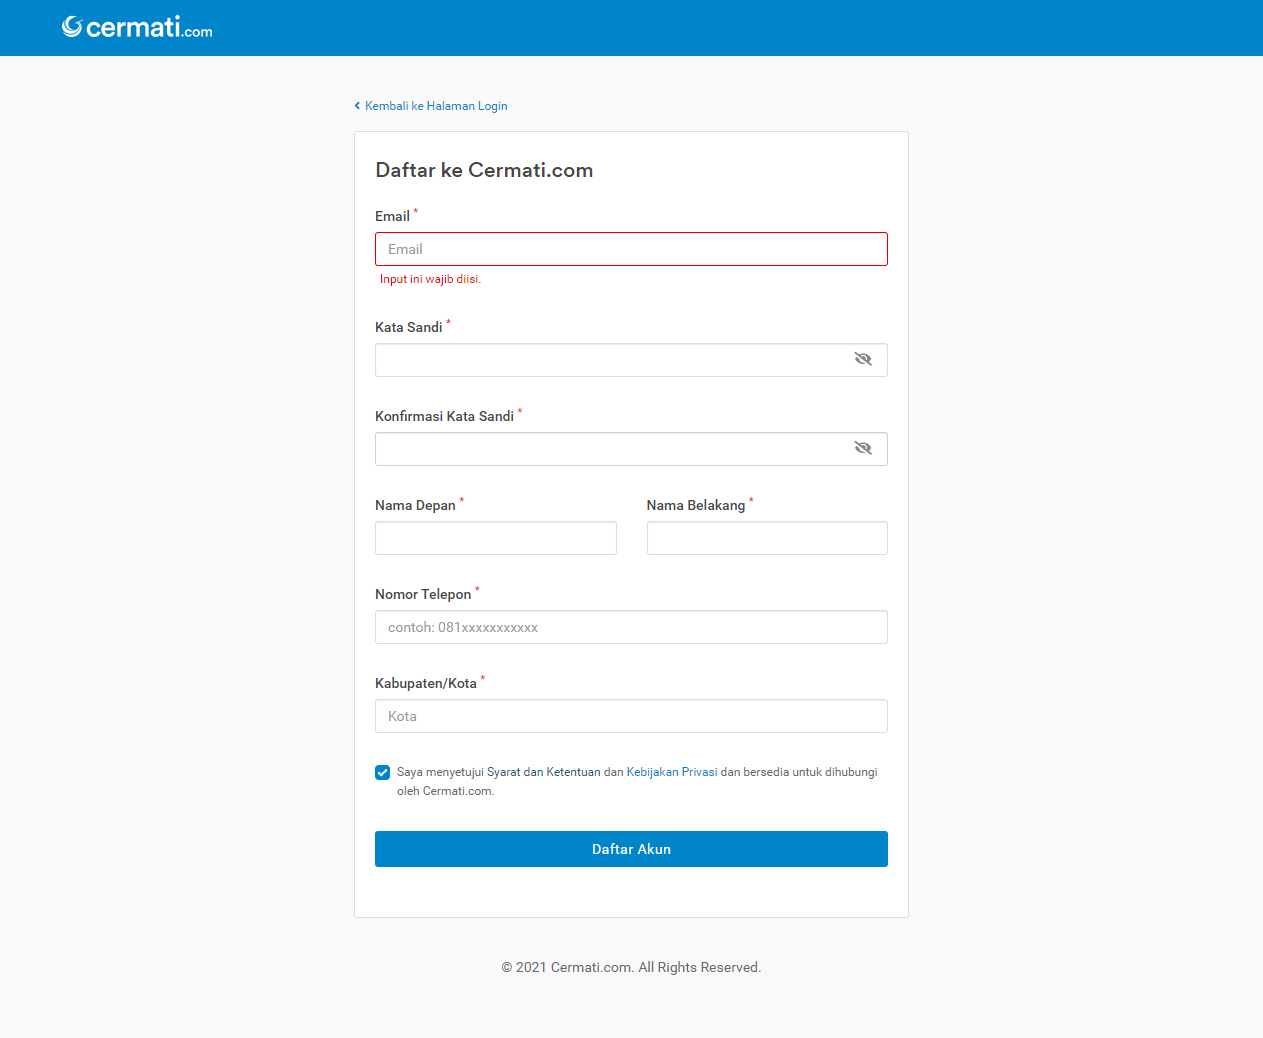 cermati.com
Kembali ke Halaman Login
Daftar ke Cermati.com
Email *
Email
Input ini wajib diisi.
Kata Sandi *
Konfirmasi Kata Sandi *
Nama Depan * Nama Belakang *
Nomor Telepon *
contoh: 081xxxxxxxxxxx
Kabupaten/Kota *
Kota
Saya menyetujui Syarat dan Ketentuan dan Kebijakan Privasi dan bersedia untuk dihubungi
oleh Cermati.com.
Daftar Akun
© 2021 Cermati.com. All Rights Reserved.